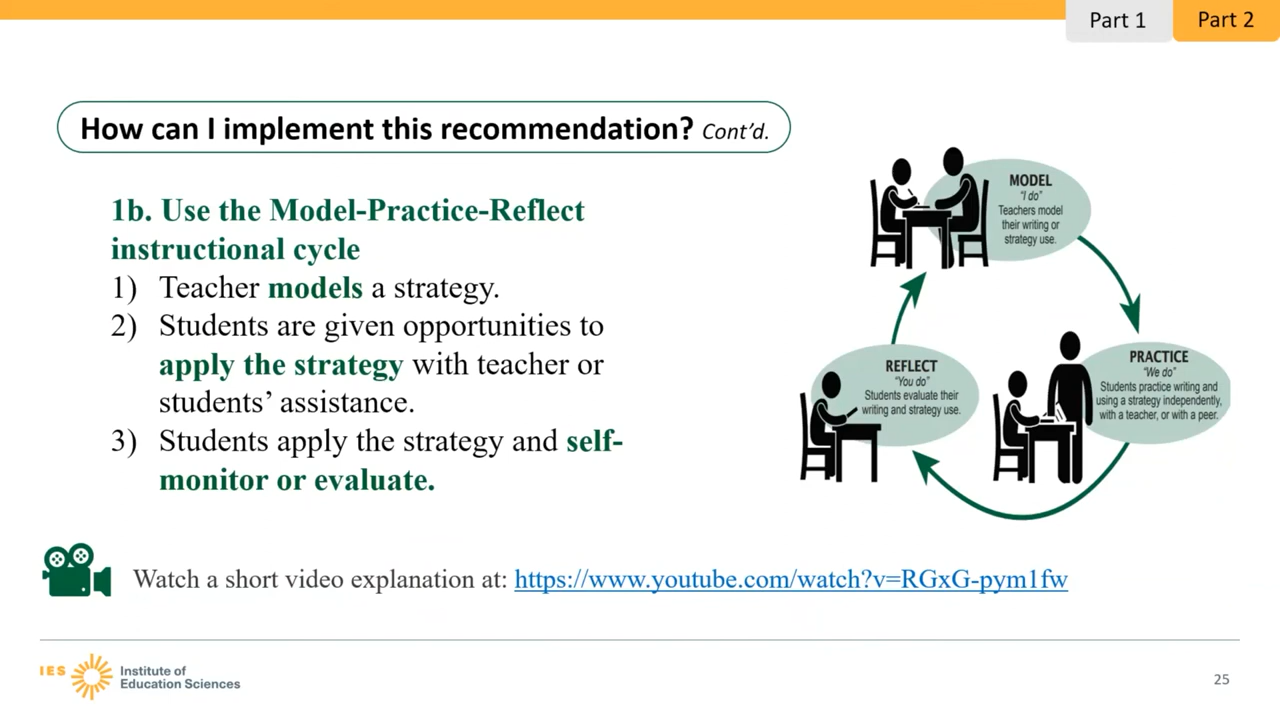 Part 1
Part 2
How can I implement this recommendation? Cont’d.
1b. Use the Model-Practice-Reflect
instructional cycle
1) Teacher models a strategy.
2) Students are given opportunities to
apply the strategy with teacher or
students’ assistance.
3) Students apply the strategy and self-
monitor or evaluate.
MODEL
“I do”
Teachers model
their writing or
strategy use.
PRACTICE
“We do”
Students practice writing and
using a strategy independently,
with a teacher, or with a peer.
REFLECT
“You do”
Students evaluate their
writing and strategy use.
Watch a short video explanation at: https://www.youtube.com/watch?v=RGxG-pym1fw
IES
Institute of
Education Sciences
25